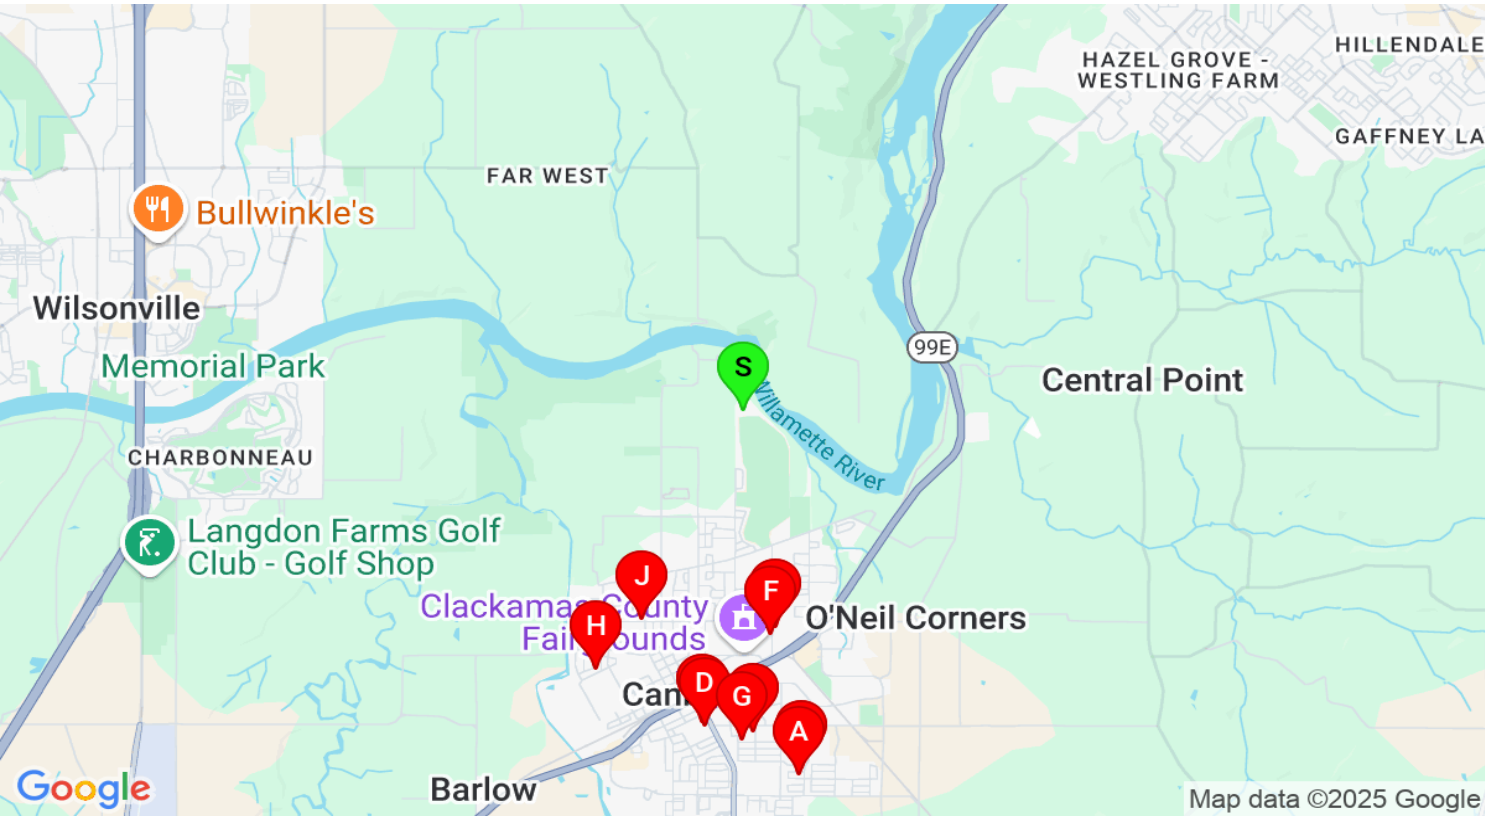 HILLENDALE
HAZEL GROVE -
WESTLING FARM
GAFFNEY LA
FAR WEST
Bullwinkle's
Wilsonville
99E
Memorial Park
S
Central Point
Willamette River
CHARBONNEAU
Langdon Farms Golf
Club - Golf Shop
J
F
Clackamas County
Fairgrounds
H
O'Neil Corners
D
G
Can
A
Barlow
Google
Map data ©2025 Google